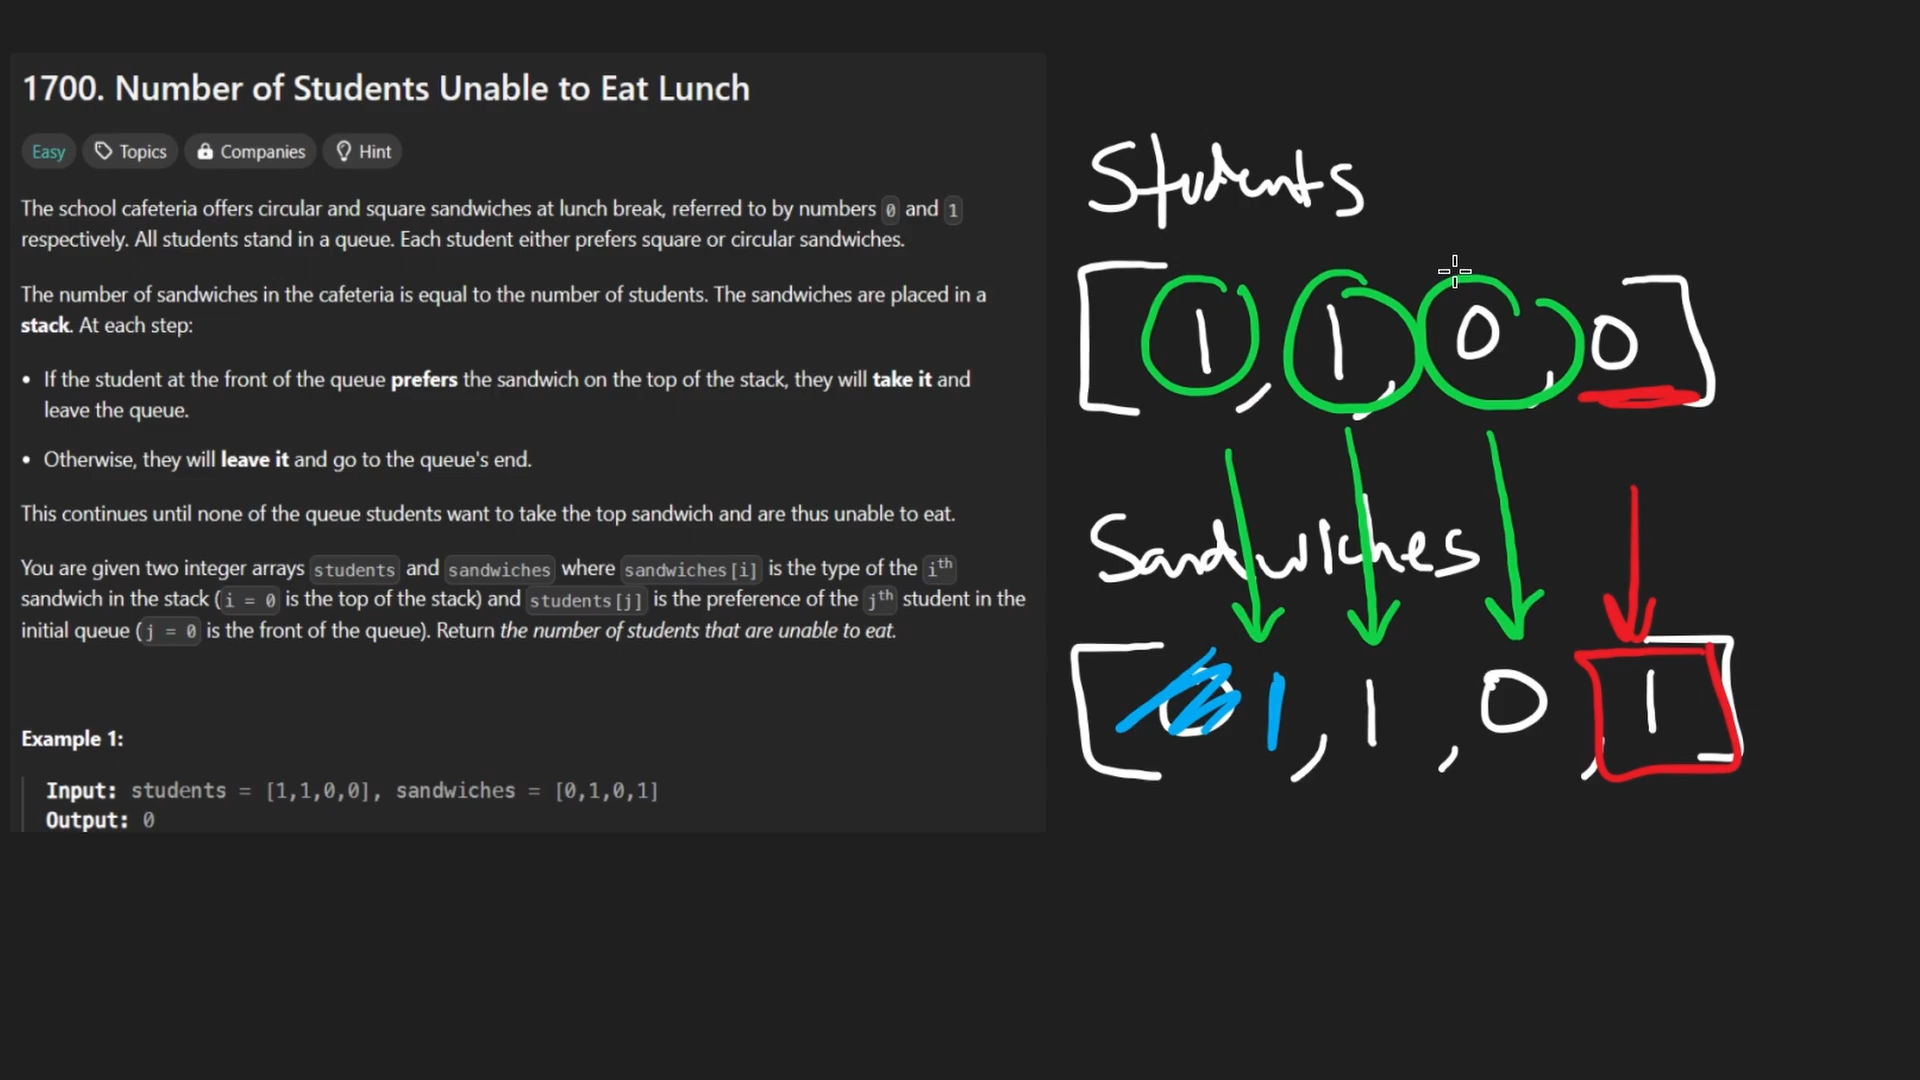 1700. Number of Students Unable to Eat Lunch
Easy Topics Companies Hint
The school cafeteria offers circular and square sandwiches at lunch break, referred to by numbers 0 and 1
respectively. All students stand in a queue. Each student either prefers square or circular sandwiches.
The number of sandwiches in the cafeteria is equal to the number of students. The sandwiches are placed in a
stack. At each step:
• If the student at the front of the queue prefers the sandwich on the top of the stack, they will take it and
leave the queue.
• Otherwise, they will leave it and go to the queue's end.
This continues until none of the queue students want to take the top sandwich and are thus unable to eat.
You are given two integer arrays students and sandwiches where sandwiches[i] is the type of the ith
sandwich in the stack (i = 0 is the top of the stack) and students[j] is the preference of the jth student in the
initial queue (j = 0 is the front of the queue). Return the number of students that are unable to eat.
Example 1:
Input: students = [1,1,0,0], sandwiches = [0,1,0,1]
Output: 0
Students
[1, 1, 0, 0]
Sandwiches
[0 1, 1, 0, 1]